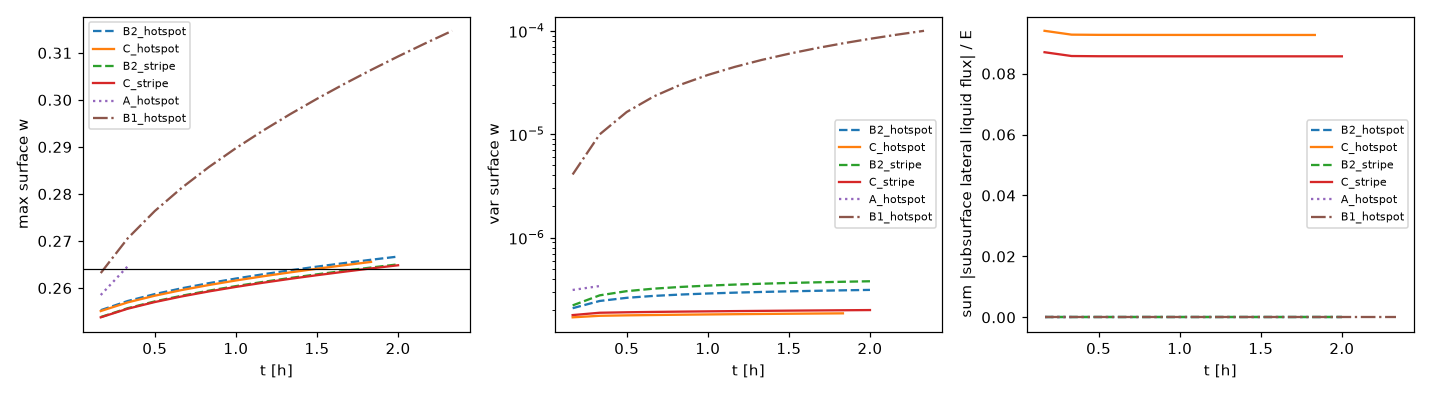 max surface w
0.31
0.30
0.29
0.28
0.27
0.26
B2_hotspot
C_hotspot
B2_stripe
C_stripe
A_hotspot
B1_hotspot
0.5
1.0
1.5
2.0
t [h]
var surface w
10⁻⁴
10⁻⁵
10⁻⁶
B2_hotspot
C_hotspot
B2_stripe
C_stripe
A_hotspot
B1_hotspot
0.5
1.0
1.5
2.0
t [h]
sum |subsurface lateral liquid flux| / E
0.08
0.06
0.04
0.02
0.00
B2_hotspot
C_hotspot
B2_stripe
C_stripe
A_hotspot
B1_hotspot
0.5
1.0
1.5
2.0
t [h]